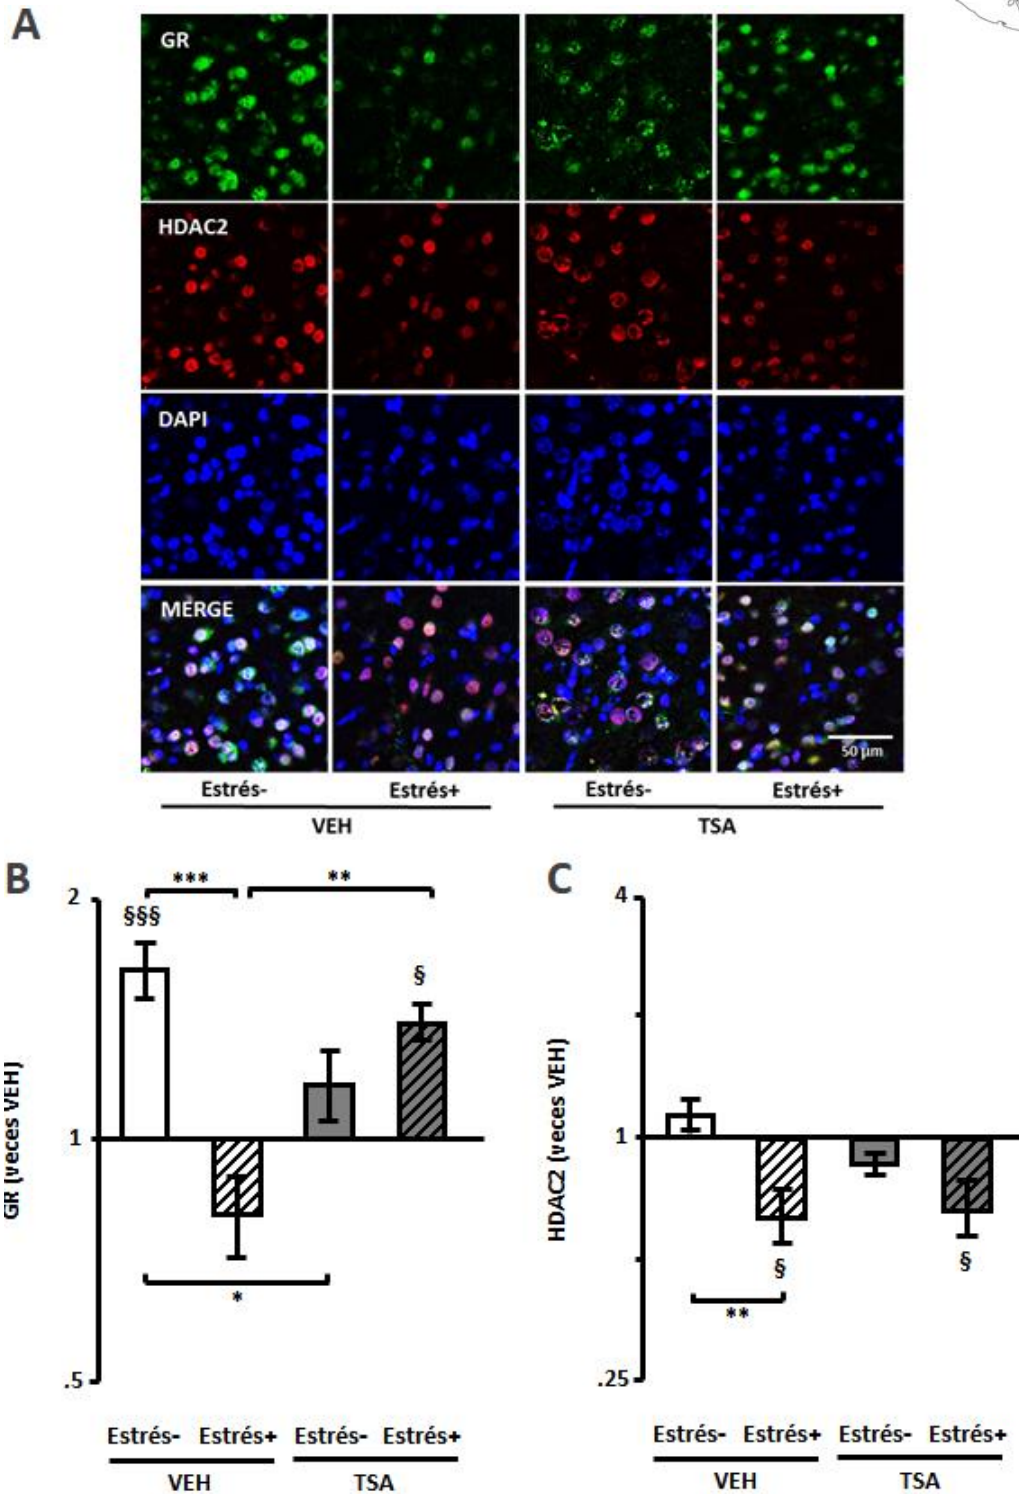 A
GR
HDAC2
DAPI
MERGE
50 µm
Estrés- Estrés+ Estrés- Estrés+
VEH TSA
B
*** **
2
§§§
§
GR (veces VEH)
1
*
.5
Estrés- Estrés+ Estrés- Estrés+
VEH TSA
C
4
HDAC2 (veces VEH)
1
§ §
**
.25
Estrés- Estrés+ Estrés- Estrés+
VEH TSA